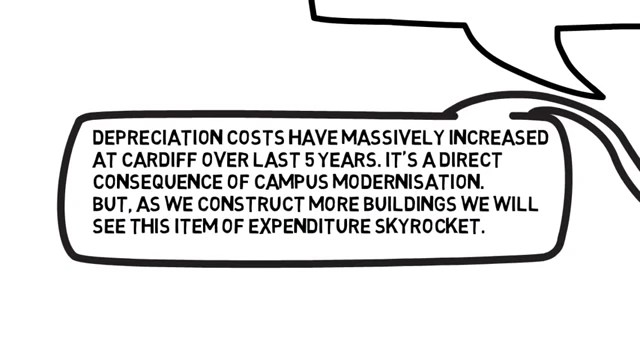 DEPRECIATION COSTS HAVE MASSIVELY INCREASED
AT CARDIFF OVER LAST 5 YEARS. IT'S A DIRECT
CONSEQUENCE OF CAMPUS MODERNISATION.
BUT, AS WE CONSTRUCT MORE BUILDINGS WE WILL
SEE THIS ITEM OF EXPENDITURE SKYROCKET.